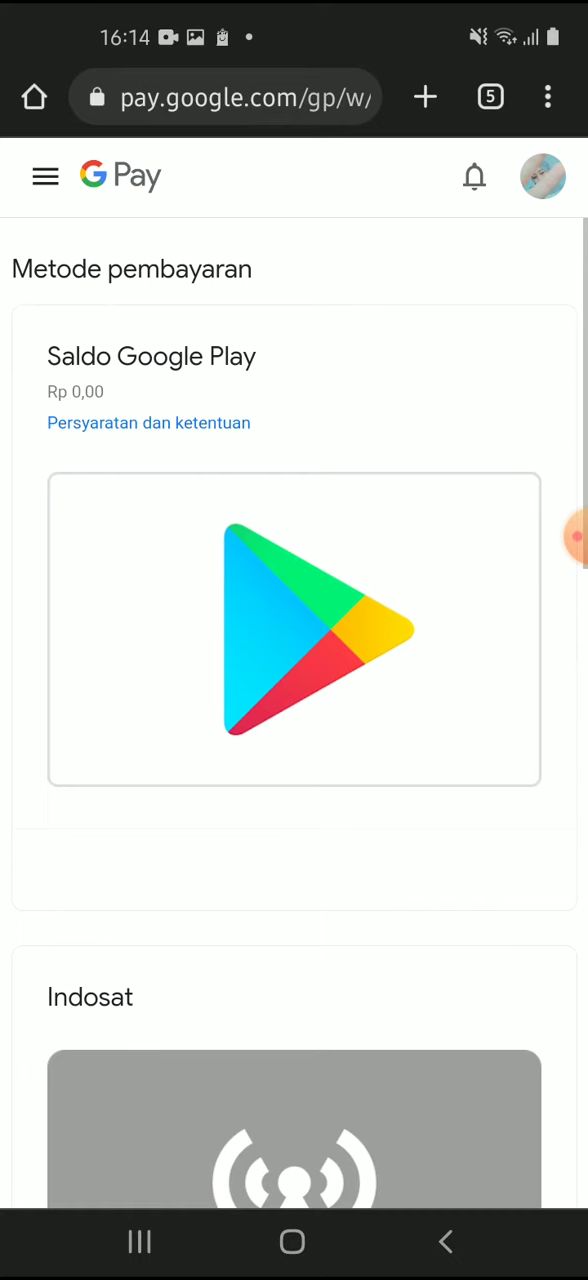 16:14
pay.google.com/gp/w/
5
G Pay
Metode pembayaran
Saldo Google Play
Rp 0,00
Persyaratan dan ketentuan
Indosat